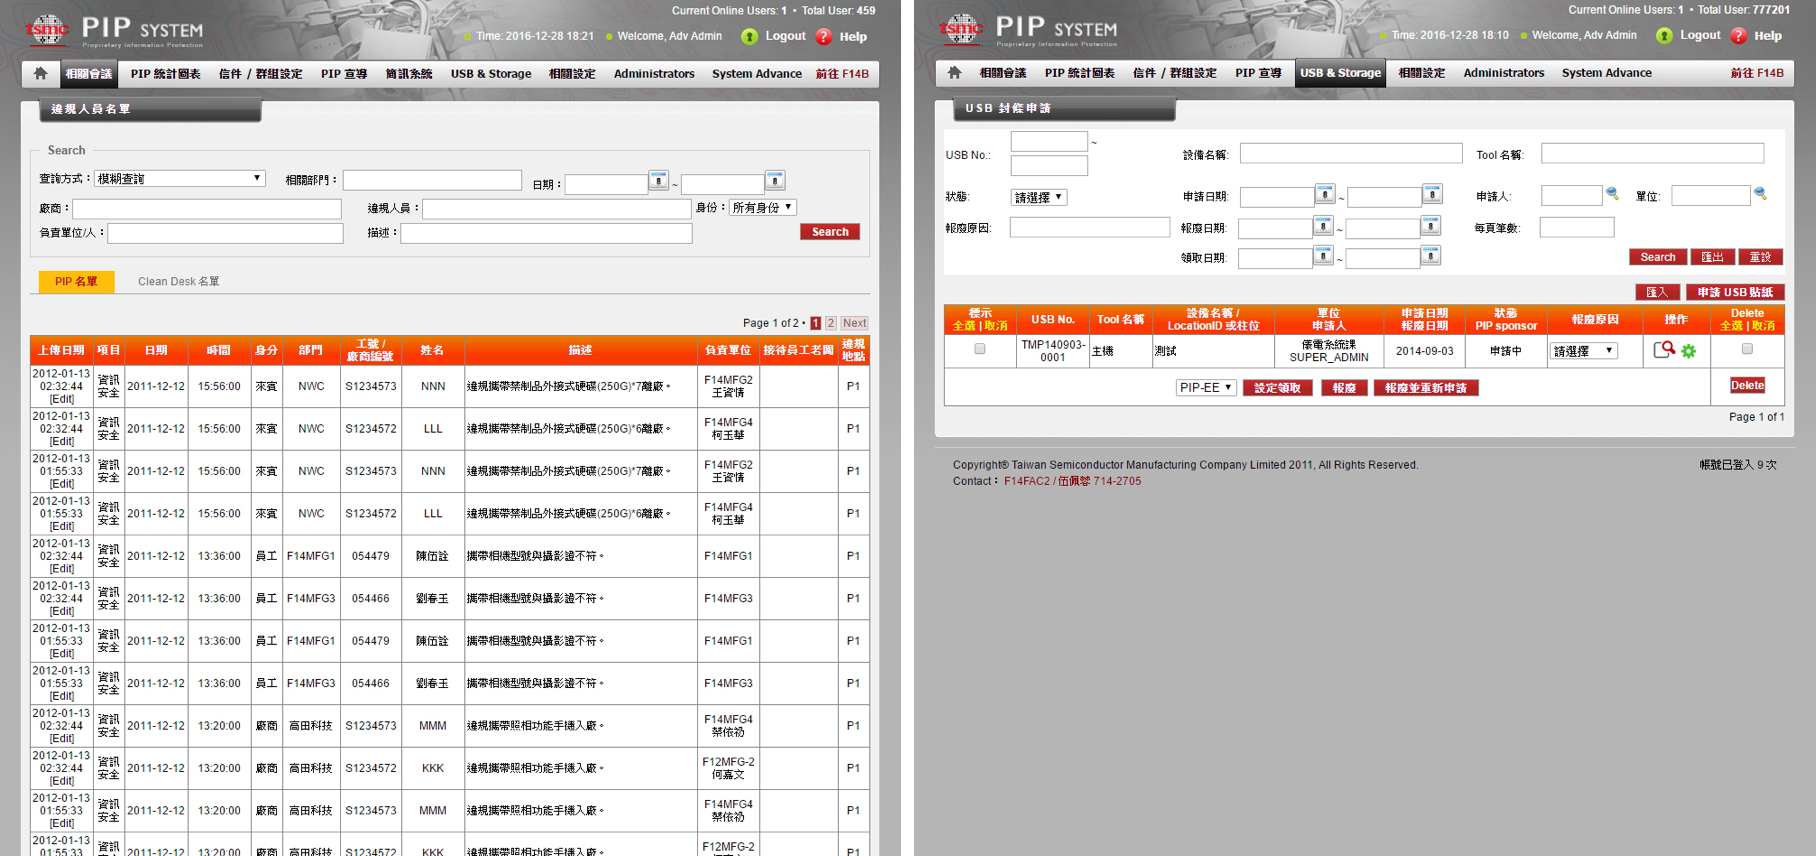 Current Online Users: 1 • Total User: 459
tsmc PIP SYSTEM
Proprietary Information Protection
Time: 2016-12-28 18:21 Welcome, Adv Admin Logout Help
相關會議 PIP 統計圖表 信件 / 群組設定 PIP 宣導 簡訊系統 USB & Storage 相關設定 Administrators System Advance 前往 F14B
違規人員名單
Search
查詢方式： 模糊查詢 相關部門： 日期： ~
廠商： 違規人員： 身份： 所有身份
負責單位/人： 描述： Search
PIP 名單 Clean Desk 名單
Page 1 of 2 • 1 2 Next
上傳日期 項目 日期 時間 身分 部門 工號 / 廠商編號 姓名 描述 負責單位 接待員工老闆 違規地點
2012-01-13 02:32:44 [Edit] 資訊安全 2011-12-12 15:56:00 來賓 NWC S1234573 NNN 違規攜帶禁制品外接式硬碟(250G)*7離廠。 F14MFG2 王資情 P1
2012-01-13 02:32:44 [Edit] 資訊安全 2011-12-12 15:56:00 來賓 NWC S1234572 LLL 違規攜帶禁制品外接式硬碟(250G)*6離廠。 F14MFG4 柯玉華 P1
2012-01-13 01:55:33 [Edit] 資訊安全 2011-12-12 15:56:00 來賓 NWC S1234573 NNN 違規攜帶禁制品外接式硬碟(250G)*7離廠。 F14MFG2 王資情 P1
2012-01-13 01:55:33 [Edit] 資訊安全 2011-12-12 15:56:00 來賓 NWC S1234572 LLL 違規攜帶禁制品外接式硬碟(250G)*6離廠。 F14MFG4 柯玉華 P1
2012-01-13 02:32:44 [Edit] 資訊安全 2011-12-12 13:36:00 員工 F14MFG1 054479 陳伍詮 攜帶相機型號與攝影證不符。 F14MFG1 P1
2012-01-13 02:32:44 [Edit] 資訊安全 2011-12-12 13:36:00 員工 F14MFG3 054466 劉春玉 攜帶相機型號與攝影證不符。 F14MFG3 P1
2012-01-13 01:55:33 [Edit] 資訊安全 2011-12-12 13:36:00 員工 F14MFG1 054479 陳伍詮 攜帶相機型號與攝影證不符。 F14MFG1 P1
2012-01-13 01:55:33 [Edit] 資訊安全 2011-12-12 13:36:00 員工 F14MFG3 054466 劉春玉 攜帶相機型號與攝影證不符。 F14MFG3 P1
2012-01-13 02:32:44 [Edit] 資訊安全 2011-12-12 13:20:00 廠商 高田科技 S1234573 MMM 違規攜帶照相功能手機入廠。 F14MFG4 禁依礽 P1
2012-01-13 02:32:44 [Edit] 資訊安全 2011-12-12 13:20:00 廠商 高田科技 S1234572 KKK 違規攜帶照相功能手機入廠。 F12MFG-2 何嘉文 P1
2012-01-13 01:55:33 [Edit] 資訊安全 2011-12-12 13:20:00 廠商 高田科技 S1234573 MMM 違規攜帶照相功能手機入廠。 F14MFG4 禁依礽 P1
2012-01-13 01:55:33 資訊安全 2011-12-12 13:20:00 廠商 高田科技 S1234572 KKK 違規攜帶照相功能手機入廠。 F12MFG-2 P1
Current Online Users: 1 • Total User: 777201
tsmc PIP SYSTEM
Proprietary Information Protection
Time: 2016-12-28 18:10 Welcome, Adv Admin Logout Help
相關會議 PIP 統計圖表 信件 / 群組設定 PIP 宣導 USB & Storage 相關設定 Administrators System Advance 前往 F14B
USB 封條申請
USB No.: ~ 設備名稱: Tool 名稱:
狀態: 請選擇 申請日期: ~ 申請人: 單位:
報廢原因: 報廢日期: ~ 每頁筆數:
領取日期: ~
Search 匯出 重設
匯入 申請 USB 貼紙
標示 全選 | 取消 USB No. Tool 名稱 設備名稱 / LocationID 或柱位 單位 申請人 申請日期 報廢日期 狀態 PIP sponsor 報廢原因 操作 Delete 全選 | 取消
TMP140903-0001 主機 測試 儀電系統課 SUPER_ADMIN 2014-09-03 申請中 請選擇
PIP-EE 設定領取 報廢 報廢並重新申請 Delete
Page 1 of 1
Copyright® Taiwan Semiconductor Manufacturing Company Limited 2011, All Rights Reserved. 帳號已登入 9 次
Contact： F14FAC2 / 伍佩蓉 714-2705